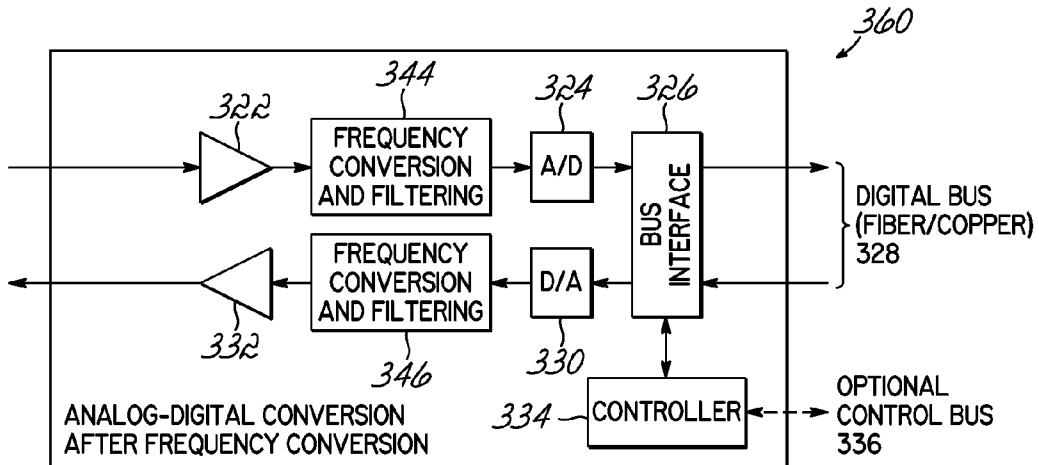 360
344
324
326
322
FREQUENCY
CONVERSION
AND FILTERING
A/D
BUS
INTERFACE
DIGITAL BUS
(FIBER/COPPER)
328
FREQUENCY
CONVERSION
AND FILTERING
D/A
332
346
330
334
CONTROLLER
OPTIONAL
CONTROL BUS
336
ANALOG-DIGITAL CONVERSION
AFTER FREQUENCY CONVERSION